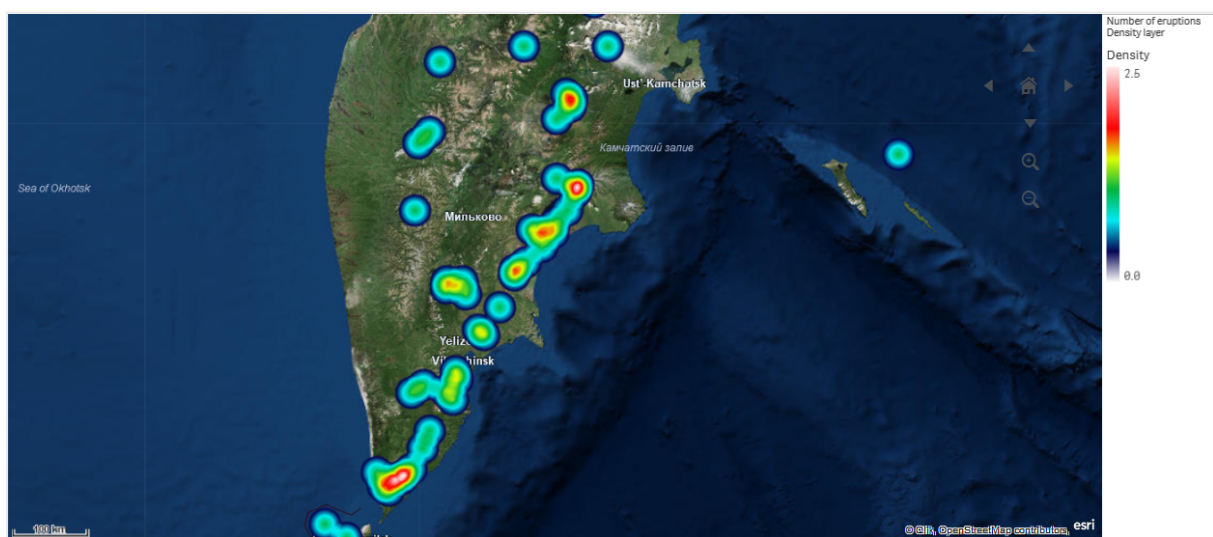 Number of eruptions
Density layer
Density
2.5
0.0
Ust'-Kamchatsk
Камчатский залив
Sea of Okhotsk
Мильково
100 km
© Qlik, OpenStreetMap contributors,
esri